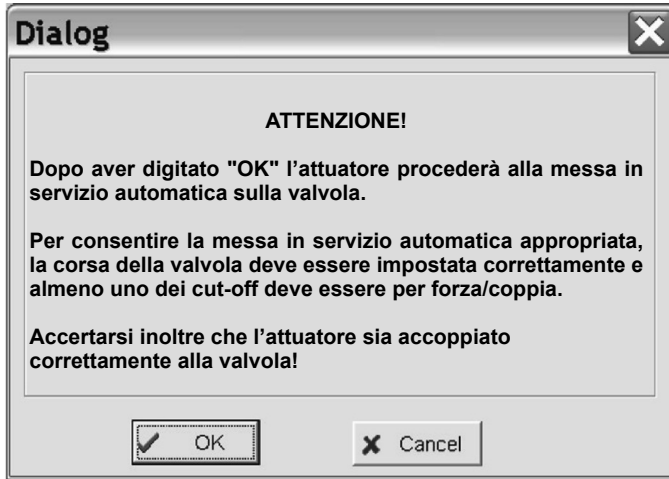 Dialog
ATTENZIONE!
Dopo aver digitato "OK" l’attuatore procederà alla messa in
servizio automatica sulla valvola.
Per consentire la messa in servizio automatica appropriata,
la corsa della valvola deve essere impostata correttamente e
almeno uno dei cut-off deve essere per forza/coppia.
Accertarsi inoltre che l’attuatore sia accoppiato
correttamente alla valvola!
OK
Cancel